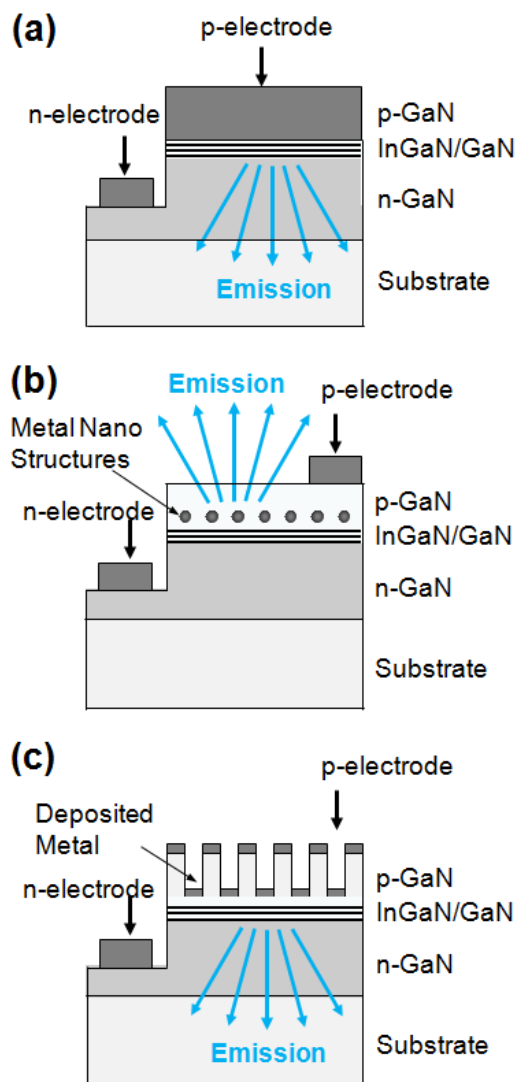 (a)
p-electrode
n-electrode
p-GaN
InGaN/GaN
n-GaN
Emission
Substrate
(b)
Emission
p-electrode
Metal Nano
Structures
n-electrode
p-GaN
InGaN/GaN
n-GaN
Substrate
(c)
p-electrode
Deposited
Metal
n-electrode
p-GaN
InGaN/GaN
n-GaN
Emission
Substrate